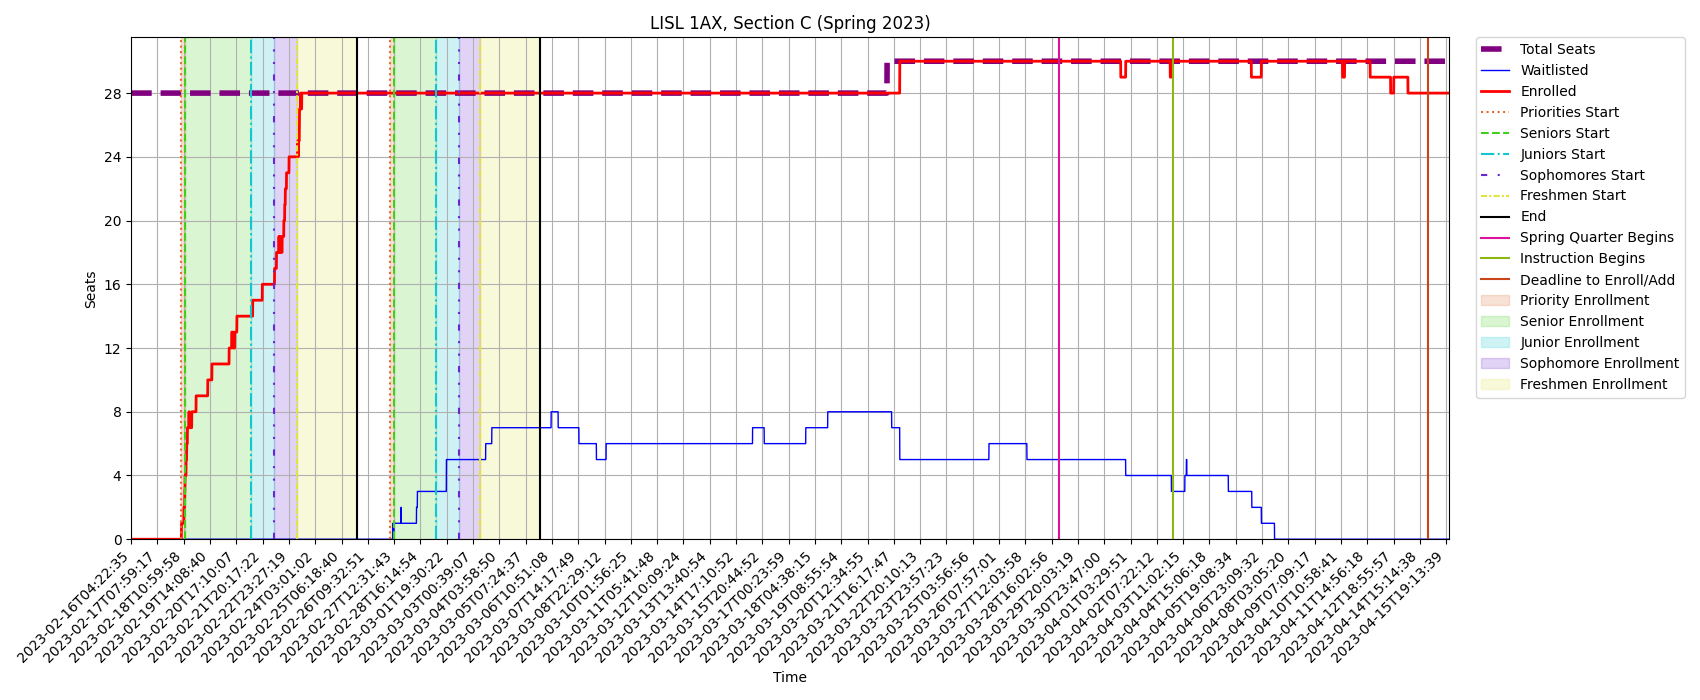 LISL 1AX, Section C (Spring 2023)
Seats
28
24
20
16
12
8
4
0
2023-02-16T04:22:35
2023-02-17T07:59:17
2023-02-18T10:59:58
2023-02-19T14:08:40
2023-02-20T17:10:07
2023-02-21T20:17:22
2023-02-22T23:27:19
2023-02-24T03:01:02
2023-02-25T06:18:40
2023-02-26T09:32:51
2023-02-27T12:31:43
2023-02-28T16:14:54
2023-03-01T19:30:22
2023-03-03T00:39:07
2023-03-04T03:58:50
2023-03-05T07:24:37
2023-03-06T10:51:08
2023-03-07T14:17:49
2023-03-08T22:29:12
2023-03-10T01:56:25
2023-03-11T05:41:48
2023-03-12T10:09:24
2023-03-13T13:40:54
2023-03-14T17:10:52
2023-03-15T20:44:52
2023-03-17T00:23:59
2023-03-18T04:38:15
2023-03-19T08:55:54
2023-03-20T12:34:55
2023-03-21T16:17:47
2023-03-22T20:10:13
2023-03-23T23:57:23
2023-03-25T03:56:56
2023-03-26T07:57:01
2023-03-27T12:03:58
2023-03-28T16:02:56
2023-03-29T20:03:19
2023-03-30T23:47:00
2023-04-01T03:29:51
2023-04-02T07:22:12
2023-04-03T11:02:15
2023-04-04T15:06:18
2023-04-05T19:08:34
2023-04-06T23:09:32
2023-04-08T03:05:20
2023-04-09T07:09:17
2023-04-10T10:58:41
2023-04-11T14:56:18
2023-04-12T18:55:57
2023-04-14T15:14:38
2023-04-15T19:13:39
Time
Total Seats
Waitlisted
Enrolled
Priorities Start
Seniors Start
Juniors Start
Sophomores Start
Freshmen Start
End
Spring Quarter Begins
Instruction Begins
Deadline to Enroll/Add
Priority Enrollment
Senior Enrollment
Junior Enrollment
Sophomore Enrollment
Freshmen Enrollment